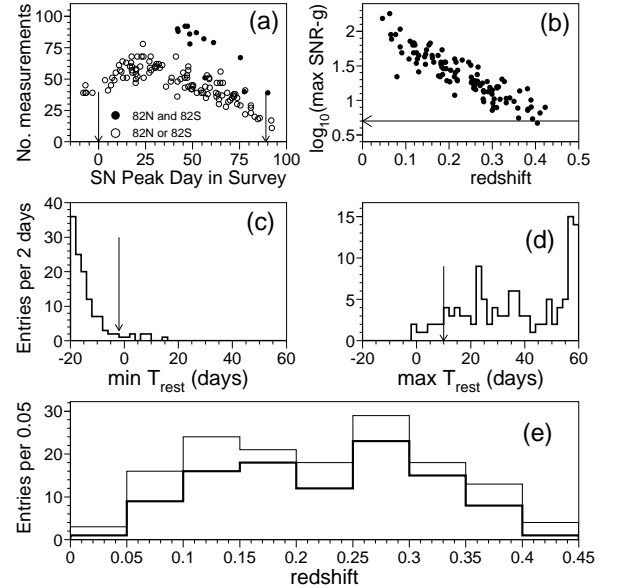 No. measurements
100
75
50
25
0
(a)
82N and 82S
82N or 82S
0 25 50 75 100
SN Peak Day in Survey
log10(max SNR-g)
2
1.5
1
0.5
(b)
0 0.1 0.2 0.3 0.4 0.5
redshift
Entries per 2 days
40
30
20
10
0
(c)
-20 0 20 40 60
min Trest (days)
15
10
5
0
(d)
-20 0 20 40 60
max Trest (days)
Entries per 0.05
30
20
10
0
(e)
0 0.05 0.1 0.15 0.2 0.25 0.3 0.35 0.4 0.45
redshift